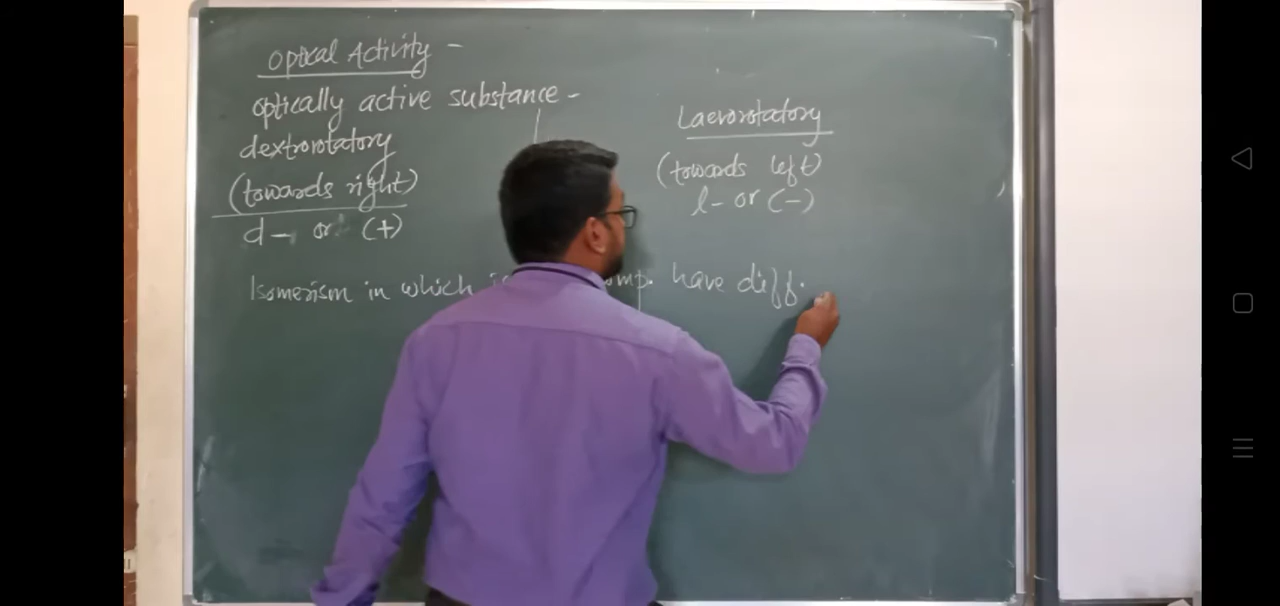 Optical Activity -
optically active substance -
dextrorotatory
(towards right)
d- or (+)
Laevorotatory
(towards left)
l- or (-)
Isomerism in which have diff.